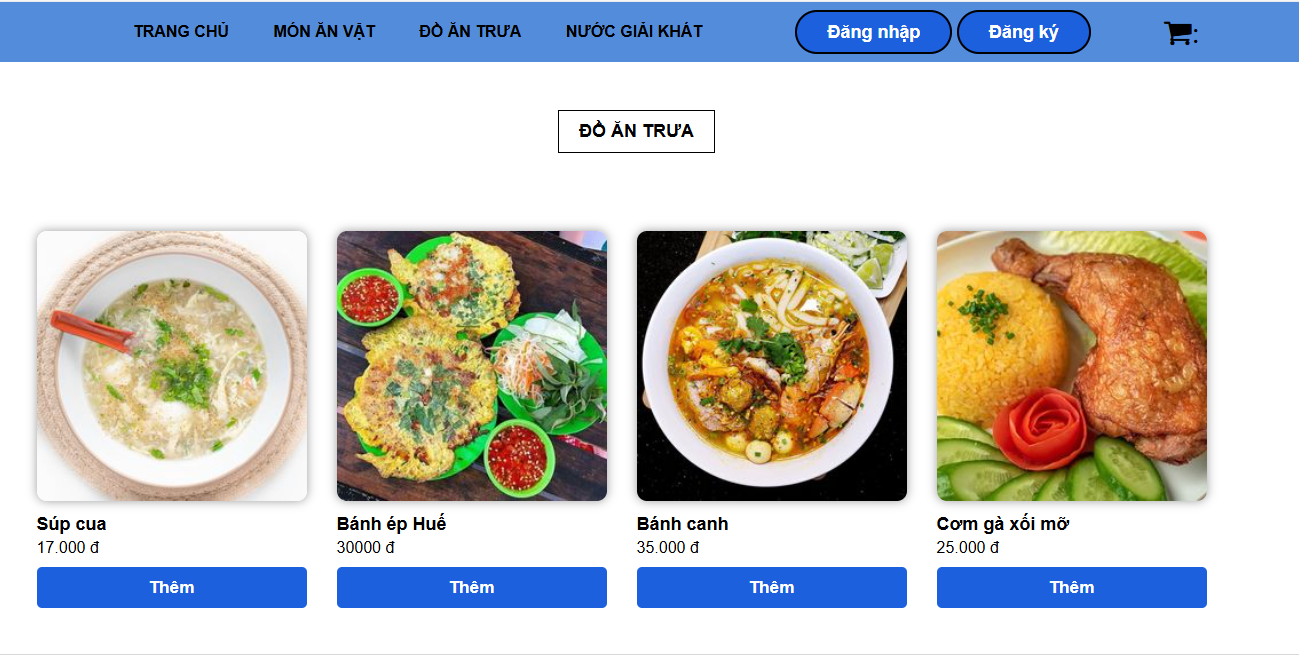 TRANG CHỦ MÓN ĂN VẶT ĐỒ ĂN TRƯA NƯỚC GIẢI KHÁT Đăng nhập Đăng ký :
ĐỒ ĂN TRƯA
Súp cua Bánh ép Huế Bánh canh Cơm gà xối mỡ
17.000 đ 30000 đ 35.000 đ 25.000 đ
Thêm Thêm Thêm Thêm